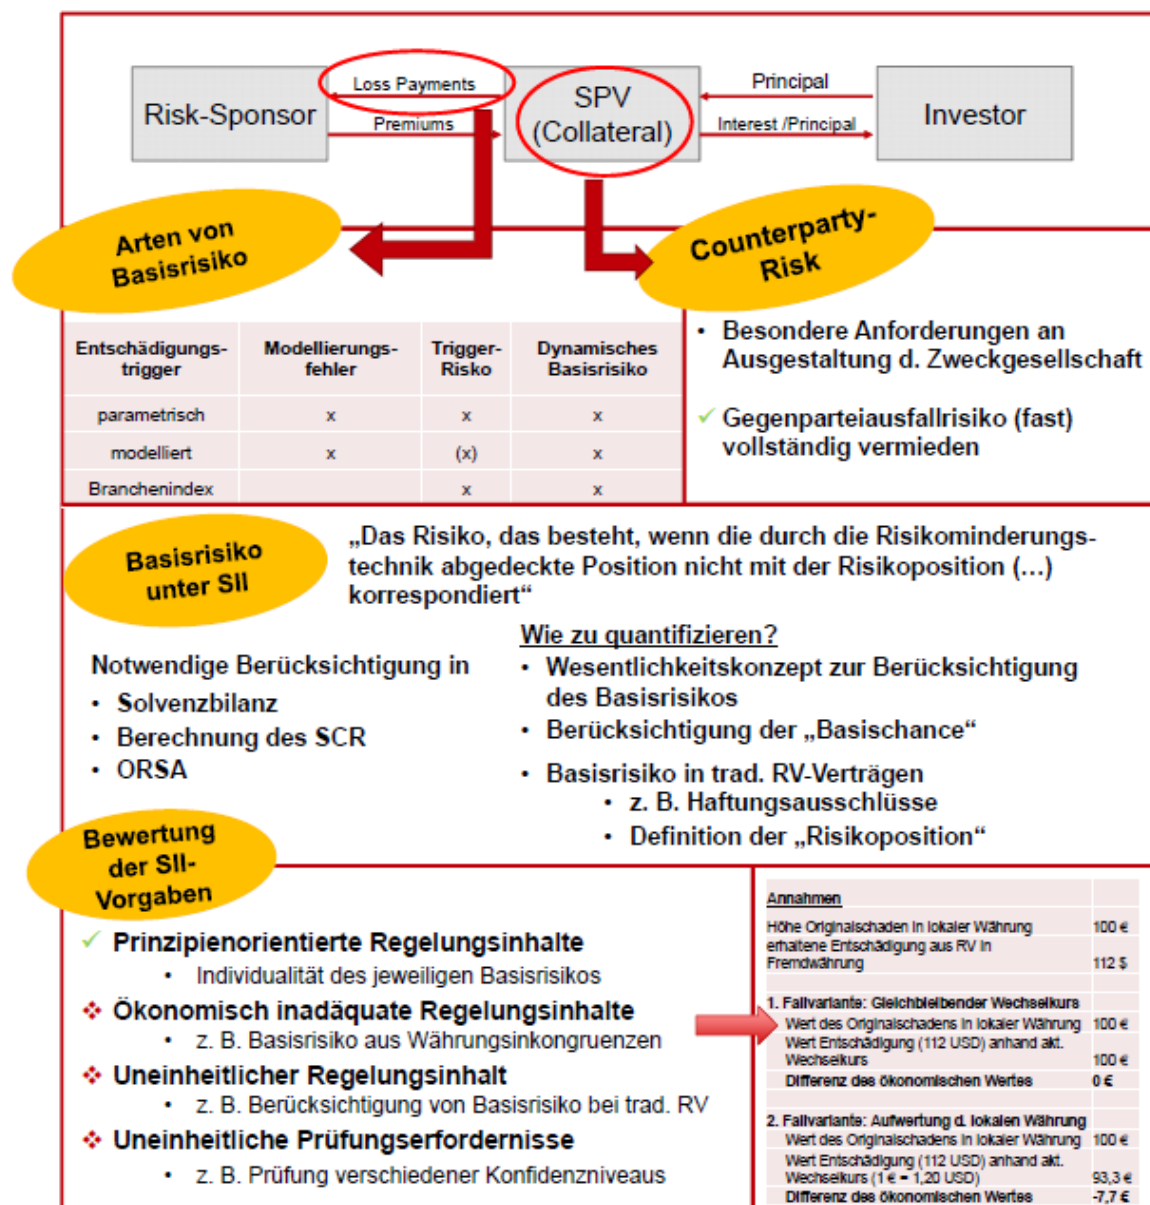 Risk-Sponsor
Loss Payments
Premiums
SPV
(Collateral)
Principal
Interest /Principal
Investor
Arten von
Basisrisiko
Counterparty-
Risk
Entschädigungs-
trigger
Modellierungs-
fehler
Trigger-
Risko
Dynamisches
Basisrisiko
parametrisch x x x
modelliert x (x) x
Branchenindex x x
• Besondere Anforderungen an
Ausgestaltung d. Zweckgesellschaft
✓ Gegenparteiausfallrisiko (fast)
vollständig vermieden
Basisrisiko
unter SII
„Das Risiko, das besteht, wenn die durch die Risikominderungs-
technik abgedeckte Position nicht mit der Risikoposition (…)
korrespondiert“
Notwendige Berücksichtigung in
• Solvenzbilanz
• Berechnung des SCR
• ORSA
Wie zu quantifizieren?
• Wesentlichkeitskonzept zur Berücksichtigung
des Basisrisikos
• Berücksichtigung der „Basischance“
• Basisrisiko in trad. RV-Verträgen
• z. B. Haftungsausschlüsse
• Definition der „Risikoposition“
Bewertung
der SII-
Vorgaben
✓ Prinzipienorientierte Regelungsinhalte
• Individualität des jeweiligen Basisrisikos
❖ Ökonomisch inadäquate Regelungsinhalte
• z. B. Basisrisiko aus Währungsinkongruenzen
❖ Uneinheitlicher Regelungsinhalt
• z. B. Berücksichtigung von Basisrisiko bei trad. RV
❖ Uneinheitliche Prüfungserfordernisse
• z. B. Prüfung verschiedener Konfidenzniveaus
Annahmen
Höhe Originalschaden in lokaler Währung 100 €
erhaltene Entschädigung aus RV in
Fremdwährung 112 $
1. Fallvariante: Gleichbleibender Wechselkurs
Wert des Originalschadens in lokaler Währung 100 €
Wert Entschädigung (112 USD) anhand akt.
Wechselkurs 100 €
Differenz des ökonomischen Wertes 0 €
2. Fallvariante: Aufwertung d. lokalen Währung
Wert des Originalschadens in lokaler Währung 100 €
Wert Entschädigung (112 USD) anhand akt.
Wechselkurs (1 € = 1,20 USD) 93,3 €
Differenz des ökonomischen Wertes -7,7 €